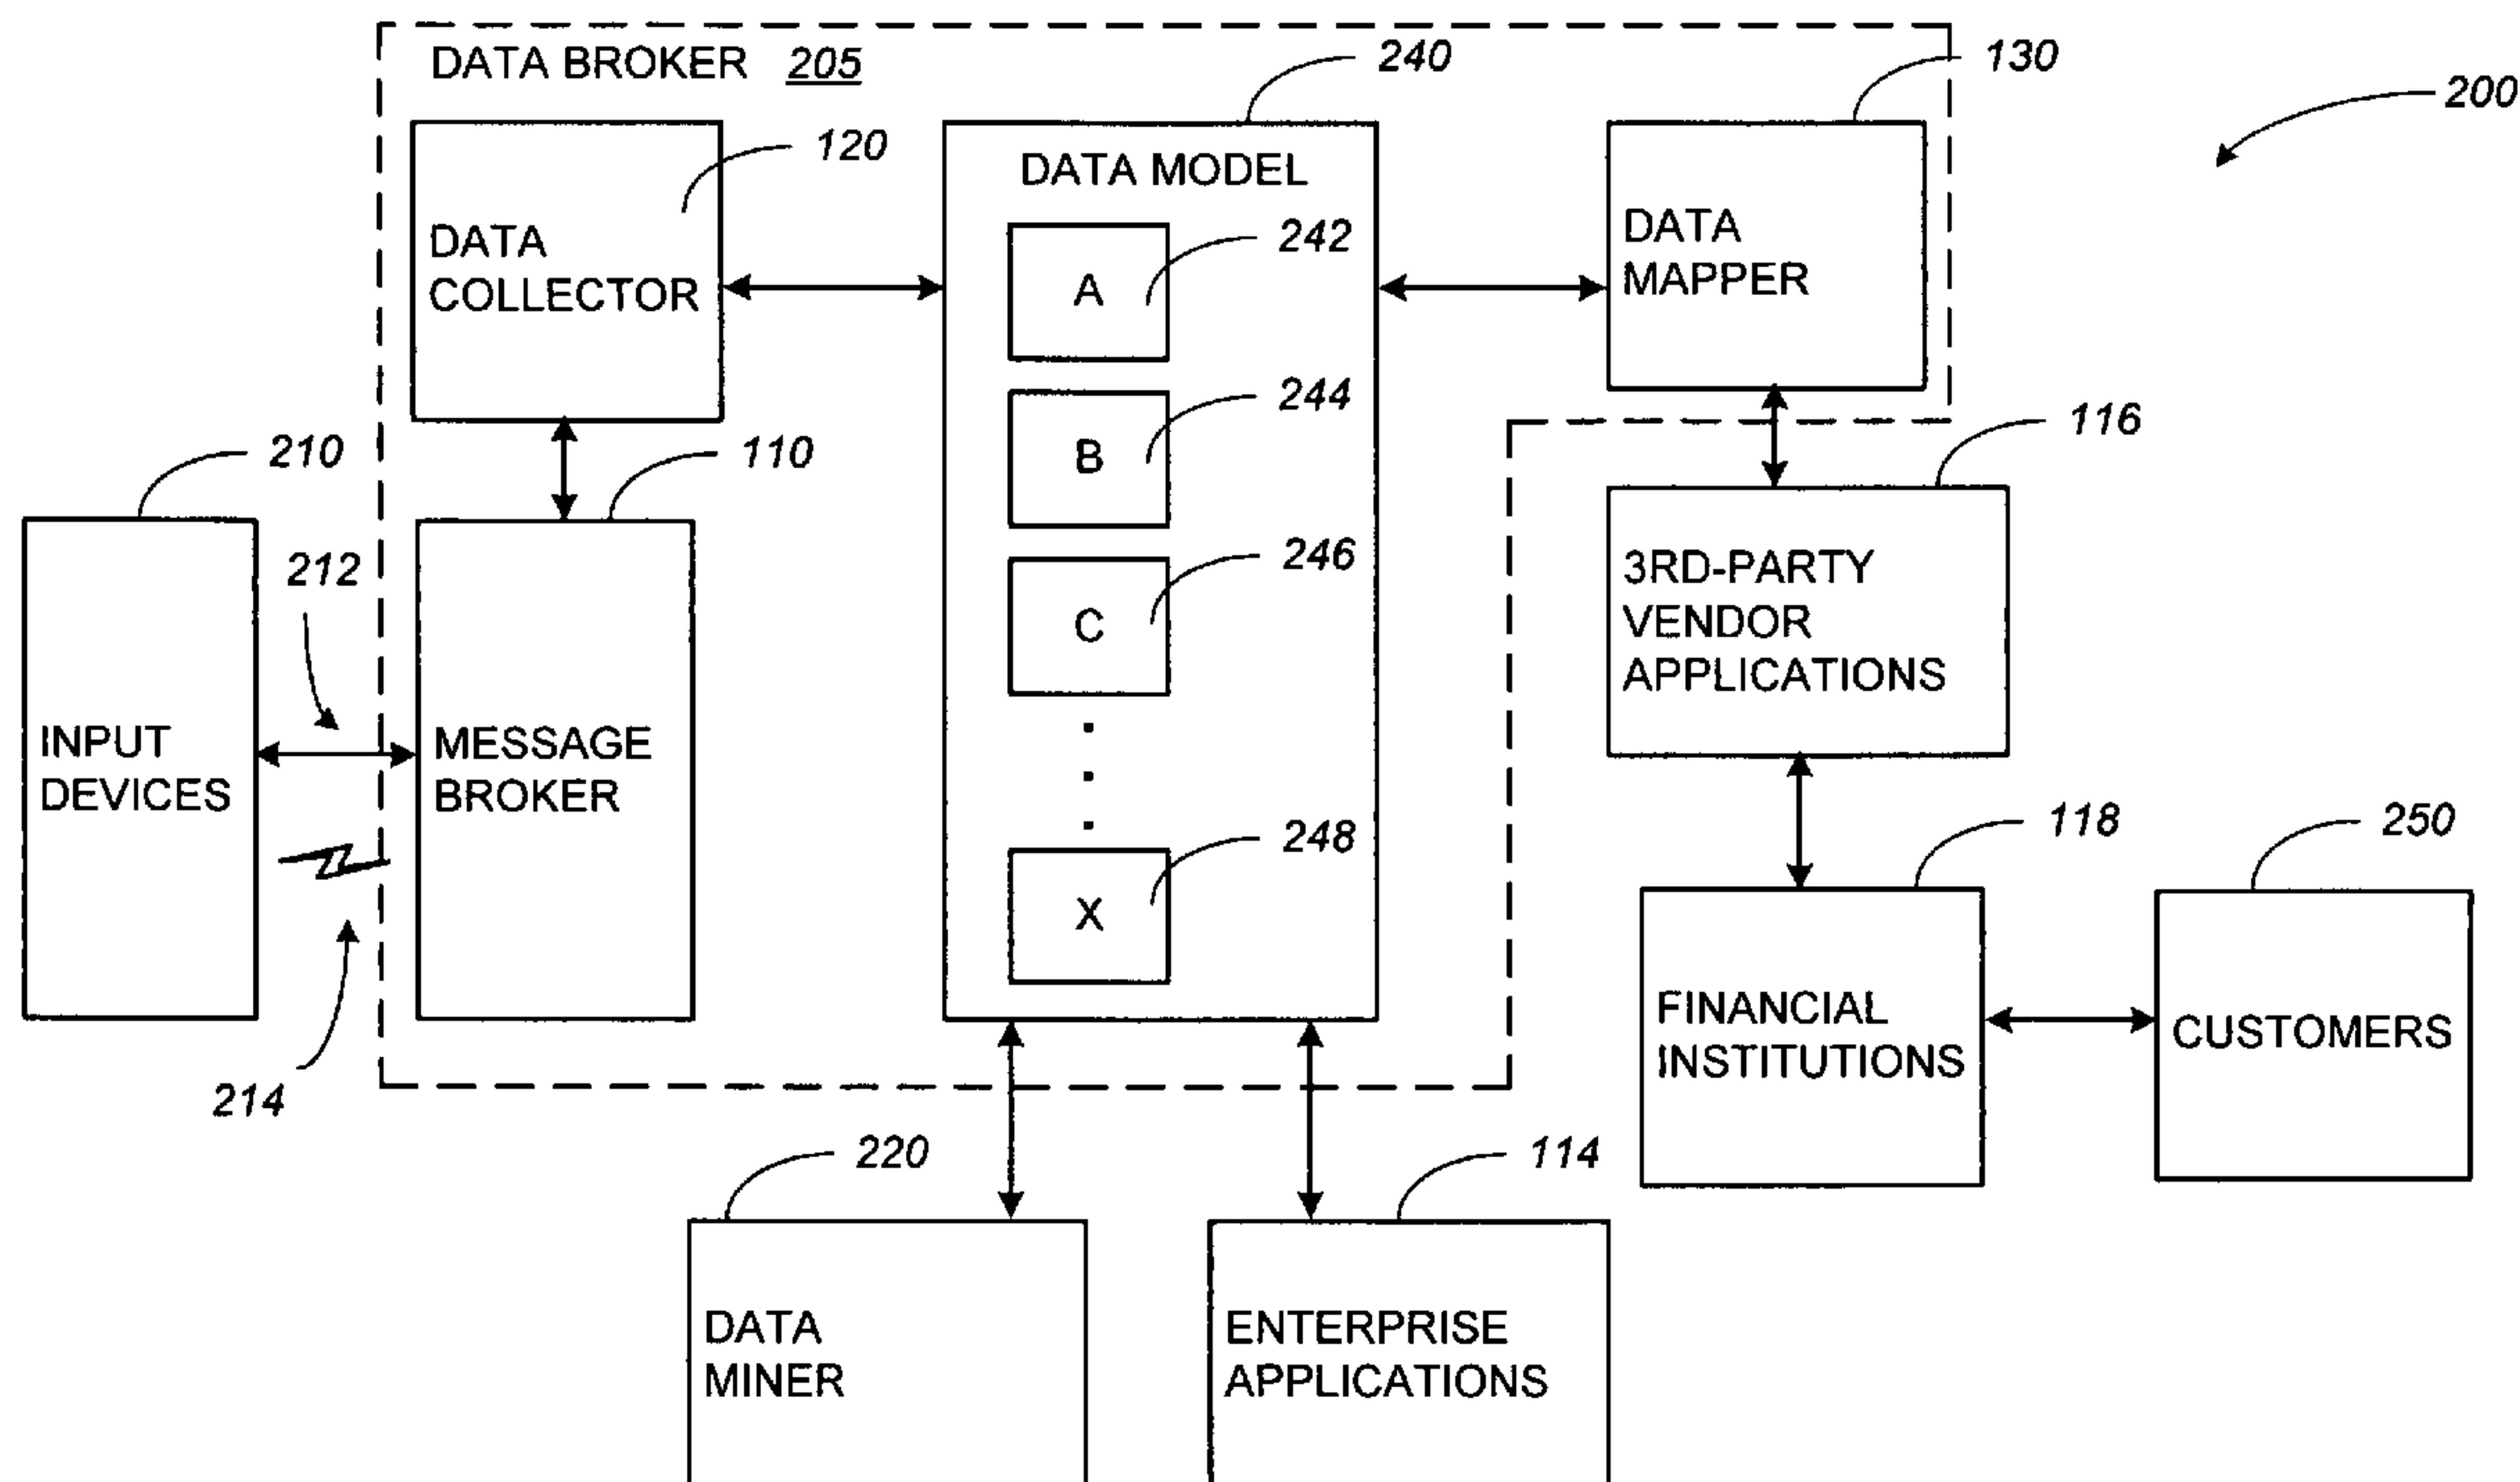 DATA BROKER 205
240
130
200
120
DATA MODEL
DATA
COLLECTOR
A
242
DATA
MAPPER
B
244
116
210
110
212
C
246
3RD-PARTY
VENDOR
APPLICATIONS
INPUT
DEVICES
MESSAGE
BROKER
X
248
118
250
214
FINANCIAL
INSTITUTIONS
CUSTOMERS
220
114
DATA
MINER
ENTERPRISE
APPLICATIONS